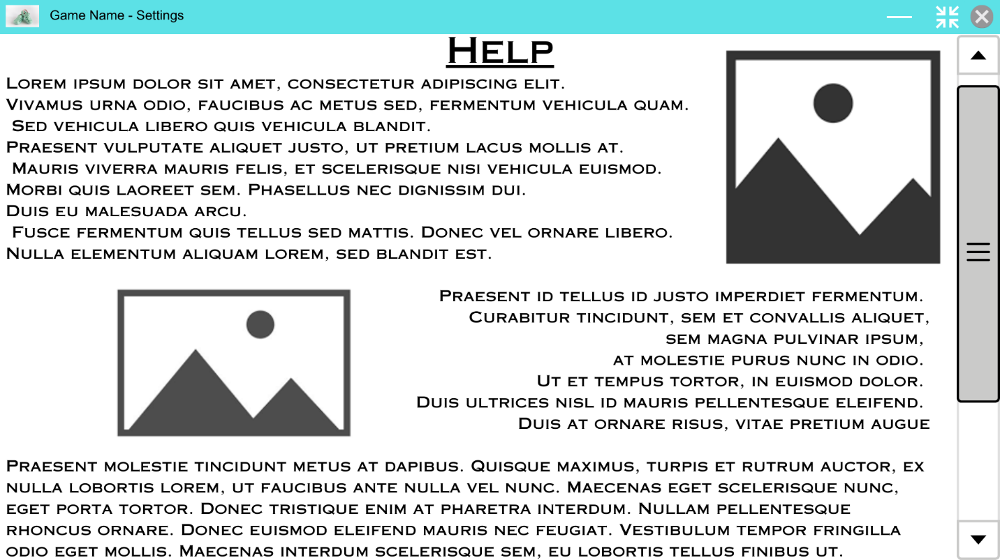 Game Name - Settings
Help
Lorem ipsum dolor sit amet, consectetur adipiscing elit.
Vivamus urna odio, faucibus ac metus sed, fermentum vehicula quam.
Sed vehicula libero quis vehicula blandit.
Praesent vulputate aliquet justo, ut pretium lacus mollis at.
Mauris viverra mauris felis, et scelerisque nisi vehicula euismod.
Morbi quis laoreet sem. Phasellus nec dignissim dui.
Duis eu malesuada arcu.
Fusce fermentum quis tellus sed mattis. Donec vel ornare libero.
Nulla elementum aliquam lorem, sed blandit est.
Praesent id tellus id justo imperdiet fermentum.
Curabitur tincidunt, sem et convallis aliquet,
sem magna pulvinar ipsum,
at molestie purus nunc in odio.
Ut et tempus tortor, in euismod dolor.
Duis ultrices nisl id mauris pellentesque eleifend.
Duis at ornare risus, vitae pretium augue
Praesent molestie tincidunt metus at dapibus. Quisque maximus, turpis et rutrum auctor, ex
nulla lobortis lorem, ut faucibus ante nulla vel nunc. Maecenas eget scelerisque nunc,
eget porta tortor. Donec tristique enim at pharetra interdum. Nullam pellentesque
rhoncus ornare. Donec euismod eleifend mauris nec feugiat. Vestibulum tempor fringilla
odio eget mollis. Maecenas interdum scelerisque sem, eu lobortis tellus finibus ut.